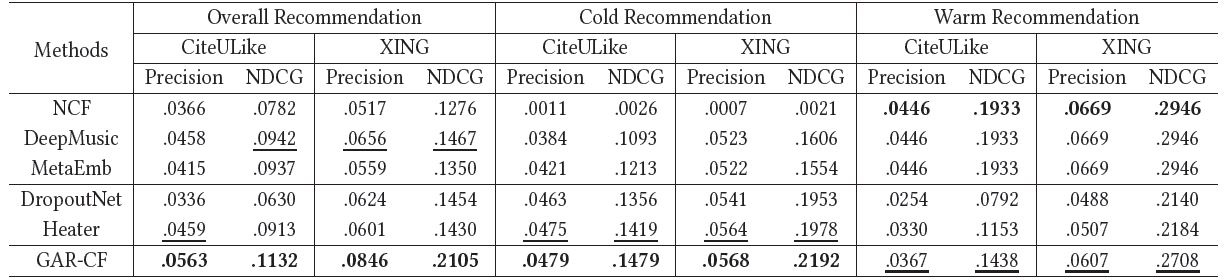 Methods Overall Recommendation Cold Recommendation Warm Recommendation
CiteULike XING CiteULike XING CiteULike XING
Precision NDCG Precision NDCG Precision NDCG Precision NDCG Precision NDCG Precision NDCG
NCF .0366 .0782 .0517 .1276 .0011 .0026 .0007 .0021 .0446 .1933 .0669 .2946
DeepMusic .0458 .0942 .0656 .1467 .0384 .1093 .0523 .1606 .0446 .1933 .0669 .2946
MetaEmb .0415 .0937 .0559 .1350 .0421 .1213 .0522 .1554 .0446 .1933 .0669 .2946
DropoutNet .0336 .0630 .0624 .1454 .0463 .1356 .0541 .1953 .0254 .0792 .0488 .2140
Heater .0459 .0913 .0601 .1430 .0475 .1419 .0564 .1978 .0330 .1153 .0507 .2184
GAR-CF .0563 .1132 .0846 .2105 .0479 .1479 .0568 .2192 .0367 .1438 .0607 .2708